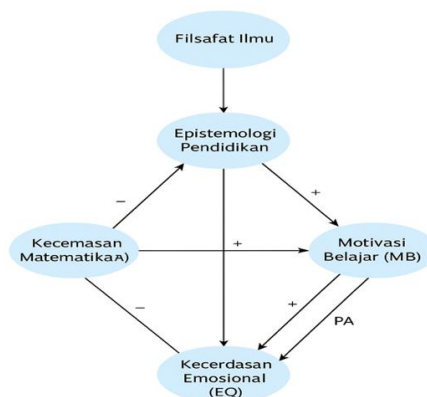 Filsafat Ilmu
Epistemologi
Pendidikan
−
+
Kecemasan
Matematika(A)
+
Motivasi
Belajar (MB)
−
+
PA
Kecerdasan
Emosional
(EQ)